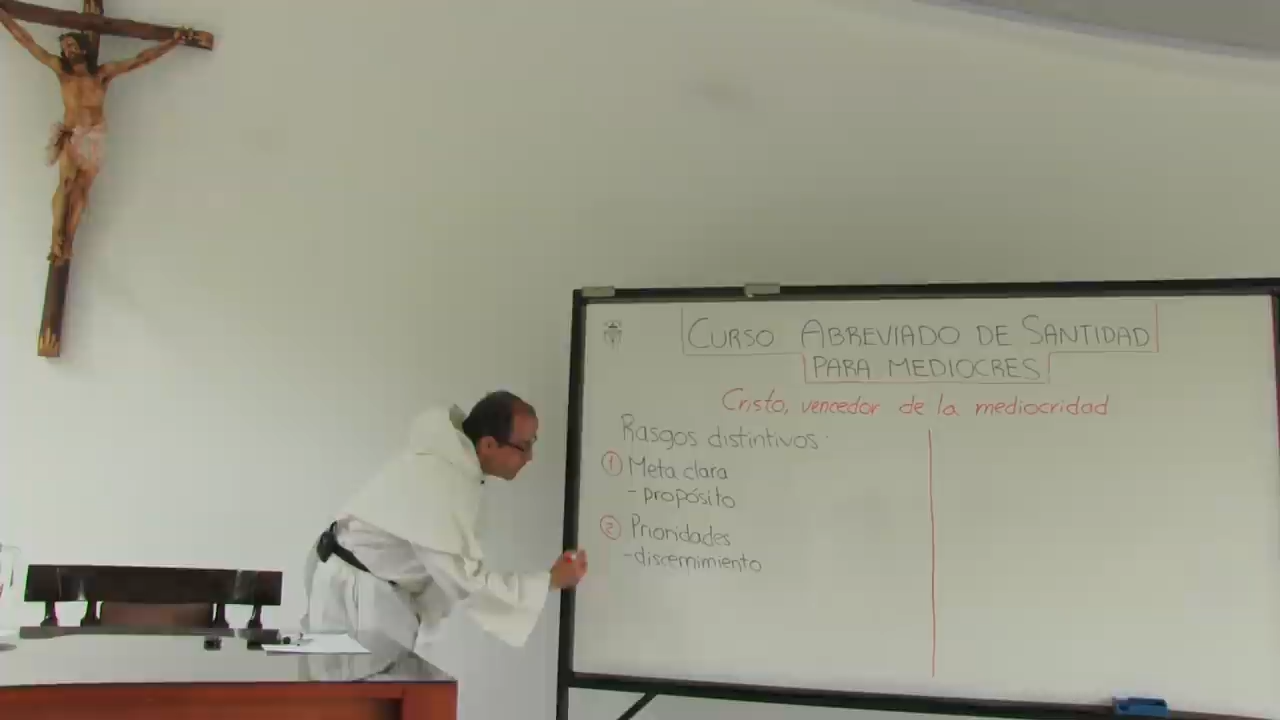 CURSO ABREVIADO DE SANTIDAD
PARA MEDIOCRES
Cristo, vencedor de la mediocridad
Rasgos distintivos:
① Meta clara
- propósito
② Prioridades
- discernimiento